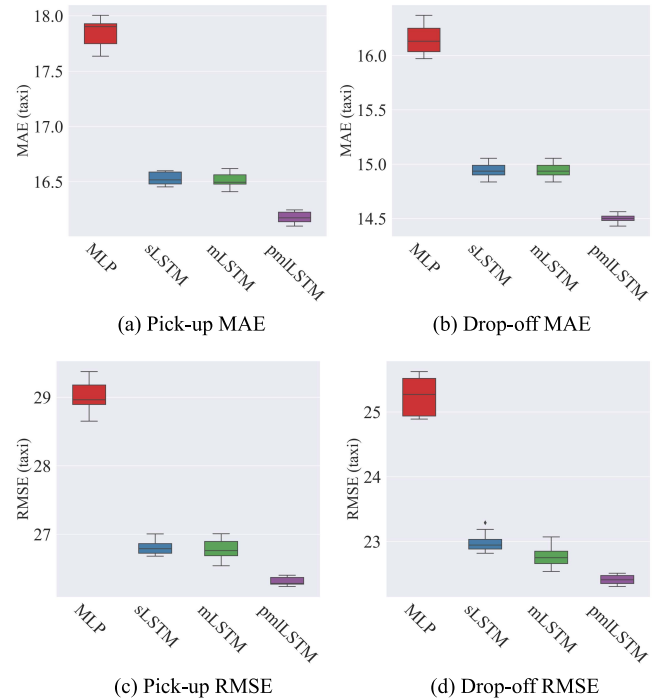 18.0
17.5
17.0
16.5
MAE (taxi)
MLP
sLSTM
mLSTM
pmlLSTM
(a) Pick-up MAE
16.0
15.5
15.0
14.5
MAE (taxi)
MLP
sLSTM
mLSTM
pmlLSTM
(b) Drop-off MAE
29
28
27
RMSE (taxi)
MLP
sLSTM
mLSTM
pmlLSTM
(c) Pick-up RMSE
25
24
23
RMSE (taxi)
MLP
sLSTM
mLSTM
pmlLSTM
(d) Drop-off RMSE